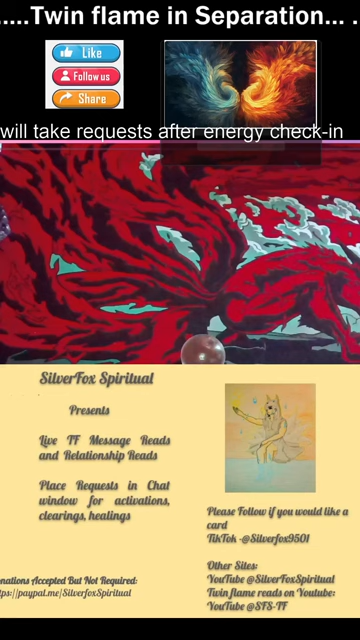 .....Twin flame in Separation... .
Like
Follow us
Share
will take requests after energy check-in
SilverFox Spiritual
Presents
Live TF Message Reads
and Relationship Reads
Place Requests in Chat
window for activations,
clearings, healings
Please Follow if you would like a
card
TikTok -@Silverfox9501
Other Sites:
YouTube @SilverFoxSpiritual
Twin flame reads on Youtube:
YouTube @SFS-TF
onations Accepted But Not Required:
tps://paypal.me/SilverfoxSpiritual